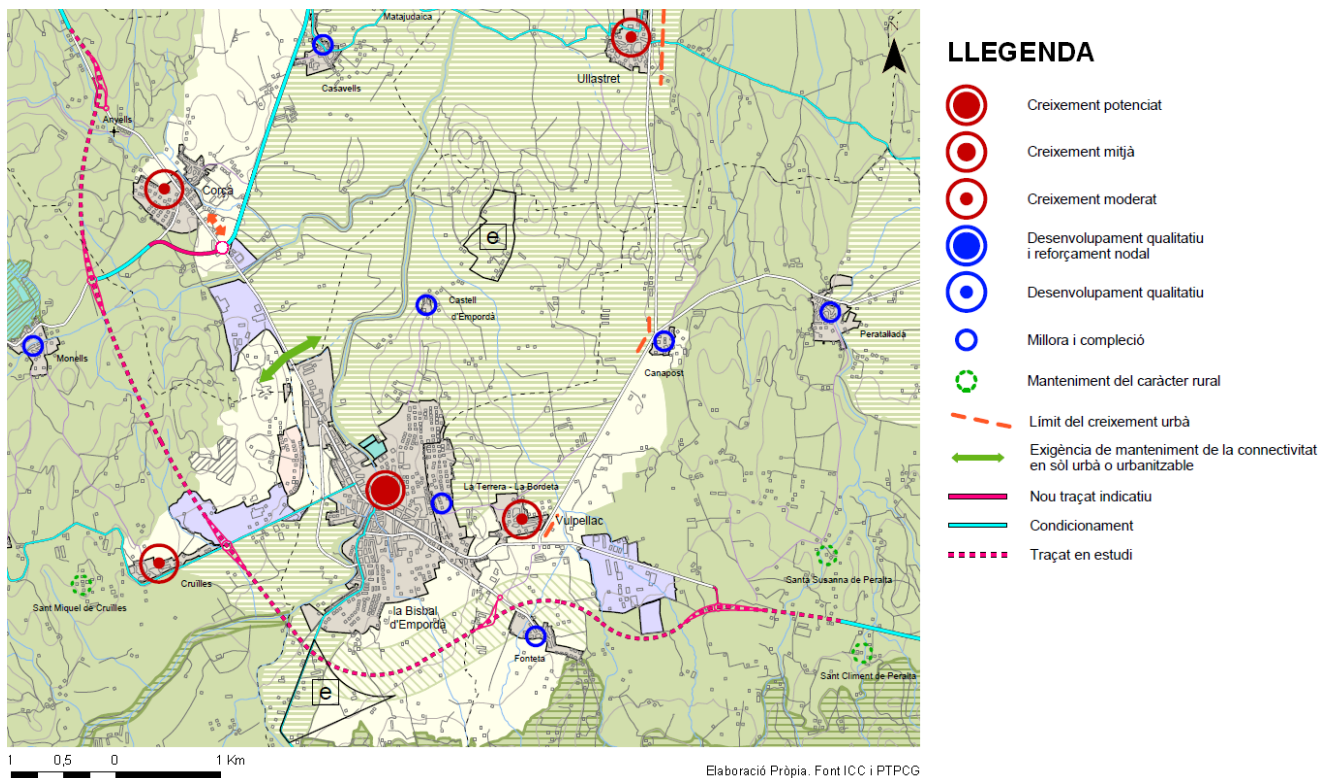 Matajudaica
Casavells
Ullastret
Anyells
Corçà
e
Castell
d'Empordà
Peratallada
Monells
Canapost
La Terrera - La Bordeta
Vulpellac
Cruïlles
Sant Miquel de Cruïlles
Santa Susanna de Peralta
la Bisbal
d'Empordà
Fonteta
Sant Climent de Peralta
e
LLEGENDA
Creixement potenciat
Creixement mitjà
Creixement moderat
Desenvolupament qualitatiu
i reforçament nodal
Desenvolupament qualitatiu
Millora i compleció
Manteniment del caràcter rural
Límit del creixement urbà
Exigència de manteniment de la connectivitat
en sòl urbà o urbanitzable
Nou traçat indicatiu
Condicionament
Traçat en estudi
1 0,5 0 1 Km
Elaboració Pròpia. Font ICC i PTPCG